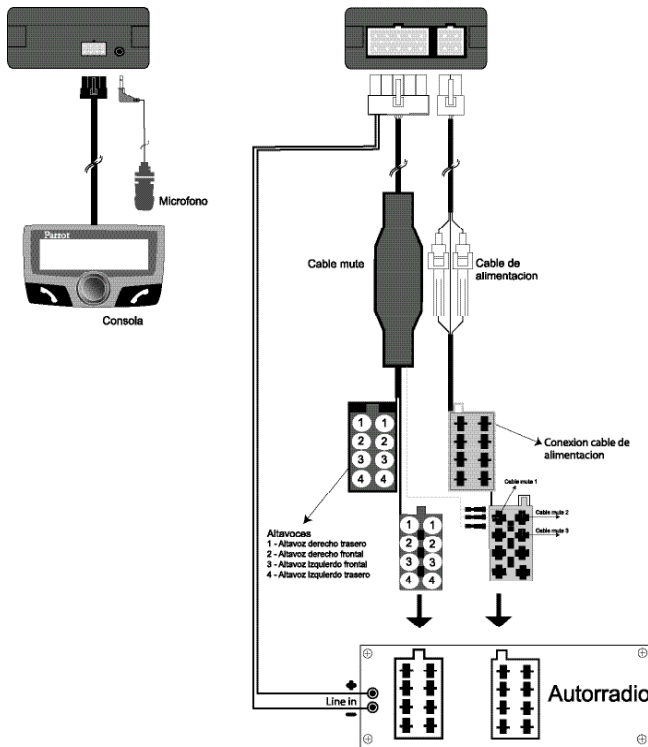 Microfono
Parrot
Consola
Cable mute
Cable de
alimentacion
1 1
2 2
3 3
4 4
Conexion cable de
alimentacion
Cable mute 1
Cable mute 2
Cable mute 3
Altavoces
1 - Altavoz derecho trasero
2 - Altavoz derecho frontal
3 - Altavoz Izquierdo frontal
4 - Altavoz Izquierdo trasero
1 1
2 2
3 3
4 4
+
Line in
-
Autorradio